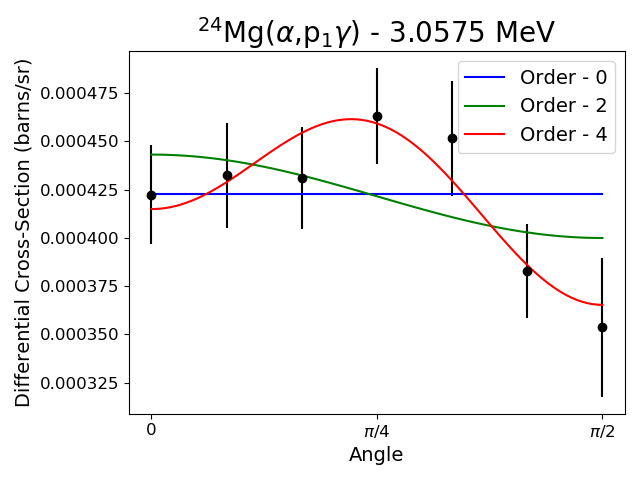 ²⁴Mg(α,p₁γ) - 3.0575 MeV
Order - 0
Order - 2
Order - 4
Differential Cross-Section (barns/sr)
0.000475
0.000450
0.000425
0.000400
0.000375
0.000350
0.000325
0
π/4
π/2
Angle